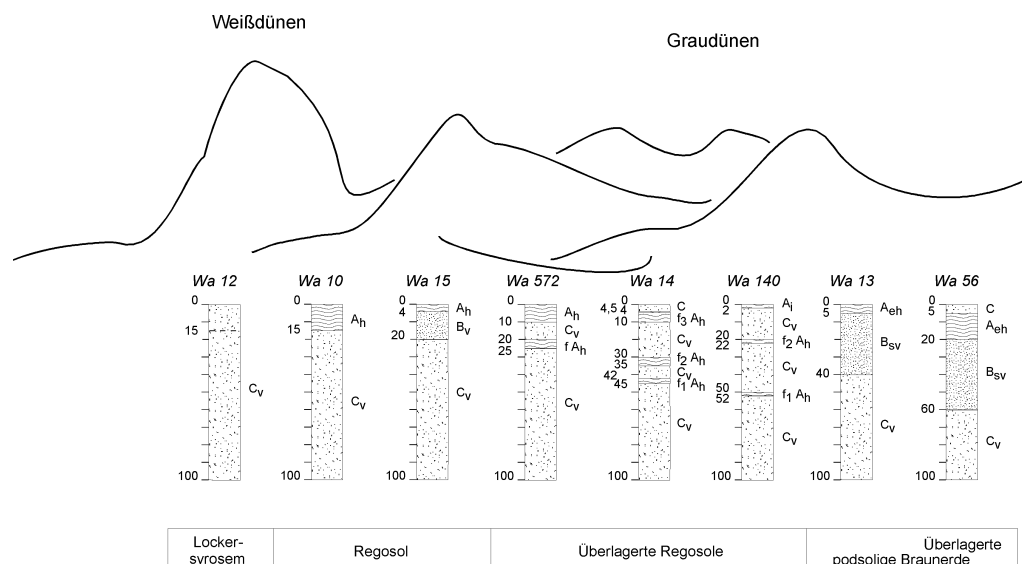 Weißdünen
Graudünen
Wa 12
Wa 10
Wa 15
Wa 572
Wa 14
Wa 140
Wa 13
Wa 56
0
15
Cv
100
0
Ah
15
Cv
100
0
Ah
4
Bv
20
Cv
100
0
Ah
10
Cv
20
f Ah
25
Cv
100
0
C
4,5 4
f3 Ah
10
Cv
30
f2 Ah
35
Cv
42
f1 Ah
45
Cv
100
0
Ai
2
Cv
20
f2 Ah
22
Cv
50
f1 Ah
52
Cv
100
0
Aeh
5
Bsv
40
Cv
100
0
C
5
Aeh
20
Bsv
60
Cv
100
Locker-
syrosem
Regosol
Überlagerte Regosole
Überlagerte
podsolige Braunerde